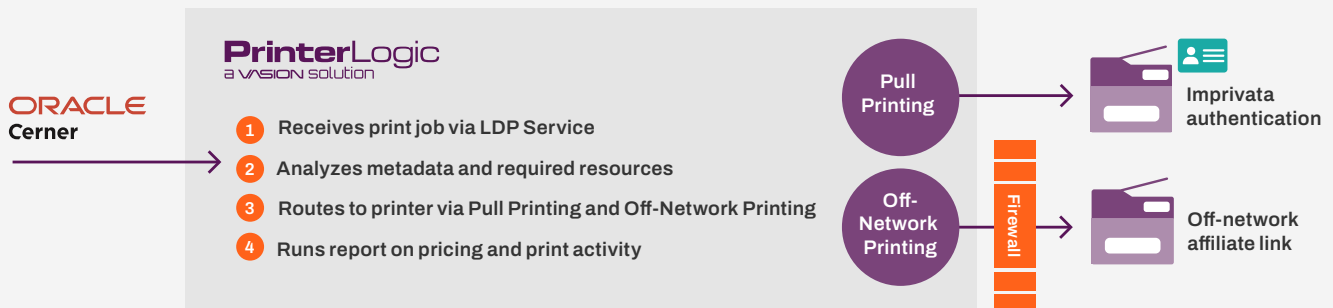 ORACLE
Cerner
PrinterLogic
a VASION solution
1 Receives print job via LDP Service
2 Analyzes metadata and required resources
3 Routes to printer via Pull Printing and Off-Network Printing
4 Runs report on pricing and print activity
Pull
Printing
Imprivata
authentication
Off-
Network
Printing
Firewall
Off-network
affiliate link